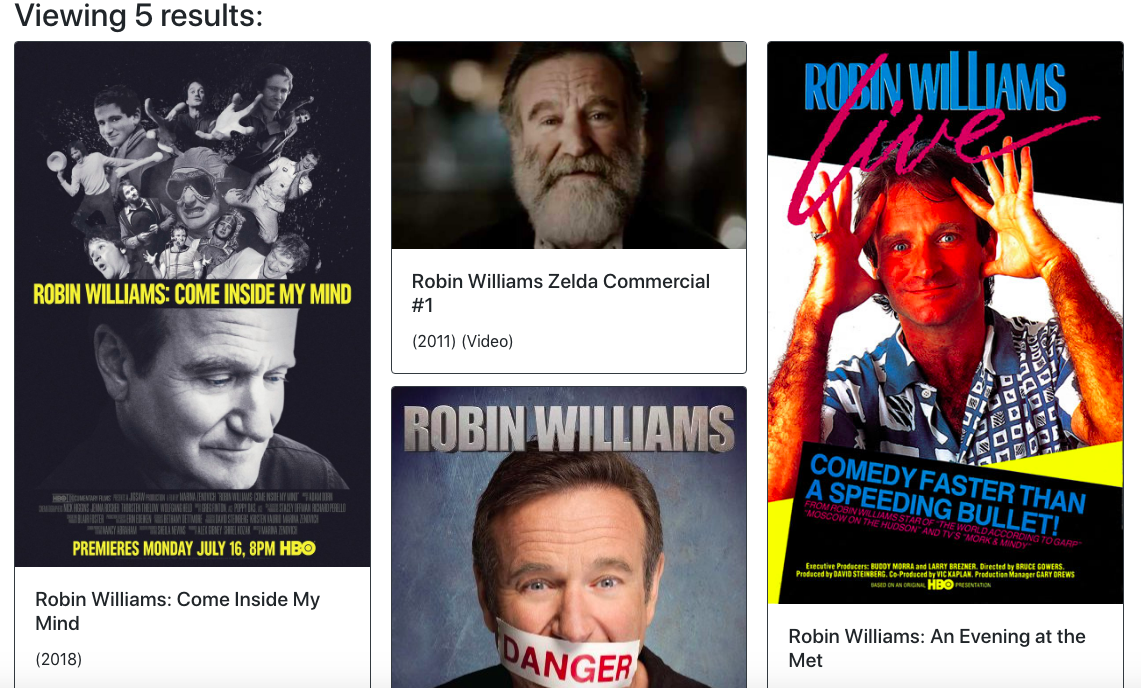 Viewing 5 results:
ROBIN WILLIAMS: COME INSIDE MY MIND
PREMIERES MONDAY JULY 16, 8PM HBO
Robin Williams: Come Inside My
Mind
(2018)
Robin Williams Zelda Commercial
#1
(2011) (Video)
ROBIN WILLIAMS
DANGER
ROBIN WILLIAMS
Live
COMEDY FASTER THAN
A SPEEDING BULLET!
FROM ROBIN WILLIAMS STAR OF "THE WORLD ACCORDING TO GARP"
"MOSCOW ON THE HUDSON" AND TV'S "MORK & MINDY"
Executive Producers: BUDDY MORRA and LARRY BREZNER. Directed by BRUCE GOWERS.
Produced by DAVID STEINBERG. Co-Produced by VIC KAPLAN. Production Manager GARY DREWS
BASED ON AN ORIGINAL HBO PRESENTATION.
Robin Williams: An Evening at the
Met